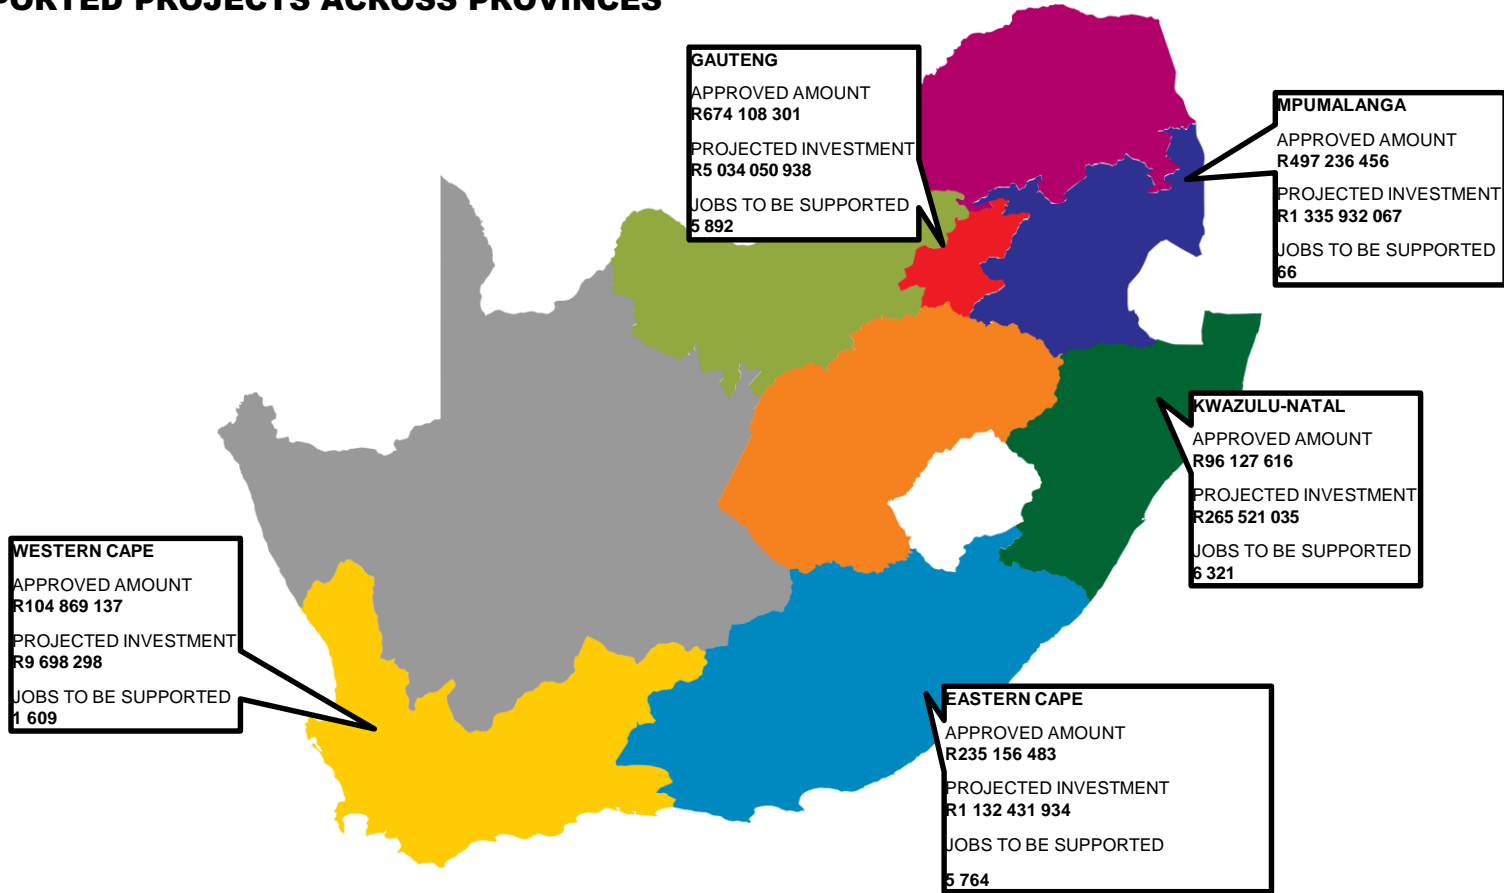 PORTED PROJECTS ACROSS PROVINCES
GAUTENG
APPROVED AMOUNT
R674 108 301
PROJECTED INVESTMENT
R5 034 050 938
JOBS TO BE SUPPORTED
5 892
MPUMALANGA
APPROVED AMOUNT
R497 236 456
PROJECTED INVESTMENT
R1 335 932 067
JOBS TO BE SUPPORTED
66
KWAZULU-NATAL
APPROVED AMOUNT
R96 127 616
PROJECTED INVESTMENT
R265 521 035
JOBS TO BE SUPPORTED
6 321
WESTERN CAPE
APPROVED AMOUNT
R104 869 137
PROJECTED INVESTMENT
R9 698 298
JOBS TO BE SUPPORTED
1 609
EASTERN CAPE
APPROVED AMOUNT
R235 156 483
PROJECTED INVESTMENT
R1 132 431 934
JOBS TO BE SUPPORTED
5 764